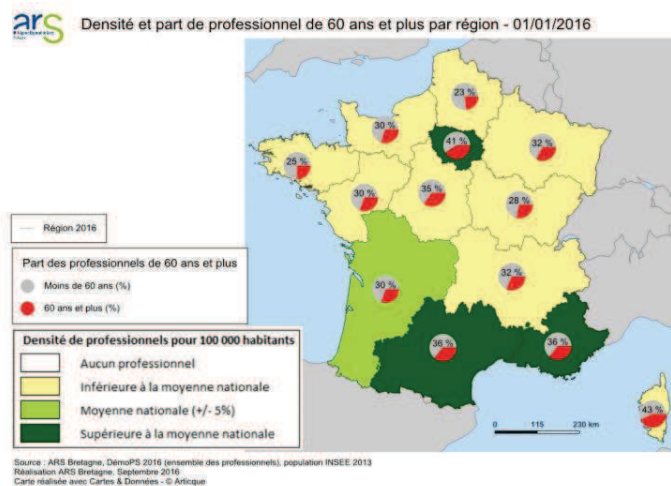 ars
Densité et part de professionnel de 60 ans et plus par région - 01/01/2016
23 %
30 %
41 %
32 %
25 %
30 %
35 %
28 %
30 %
32 %
36 %
36 %
43 %
Région 2016
Part des professionnels de 60 ans et plus
Moins de 60 ans (%)
60 ans et plus (%)
Densité de professionnels pour 100 000 habitants
Aucun professionnel
Inférieure à la moyenne nationale
Moyenne nationale (+/- 5%)
Supérieure à la moyenne nationale
0 115 230 km
Source : ARS Bretagne, DémoPS 2016 (ensemble des professionnels), population INSEE 2013
Réalisation ARS Bretagne, Septembre 2016
Carte réalisée avec Cartes & Données - © Articque